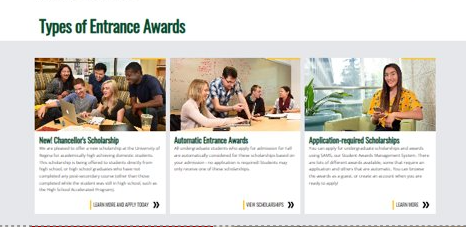 Types of Entrance Awards
New! Chancellor's Scholarship
We are pleased to offer a new scholarship at the University of
Regina for academically high achieving domestic students.
This scholarship is being offered to students directly from
high school, or high school graduates who have not
completed any post-secondary course (other than those
completed while the student was still in high school, such as
the High School Accelerated Program).
LEARN MORE AND APPLY TODAY
Automatic Entrance Awards
All undergraduate students who apply for admission for Fall
are automatically considered for these scholarships based on
your admission - no application is required! Students may
only receive one of these scholarships.
VIEW SCHOLARSHIPS
Application-required Scholarships
You can apply for undergraduate scholarships and awards
using SAMS, our Student Awards Management System. There
are lots of different awards available, some that require an
application and others that are automatic. You can browse
the awards as a guest, or create an account when you are
ready to apply!
LEARN MORE